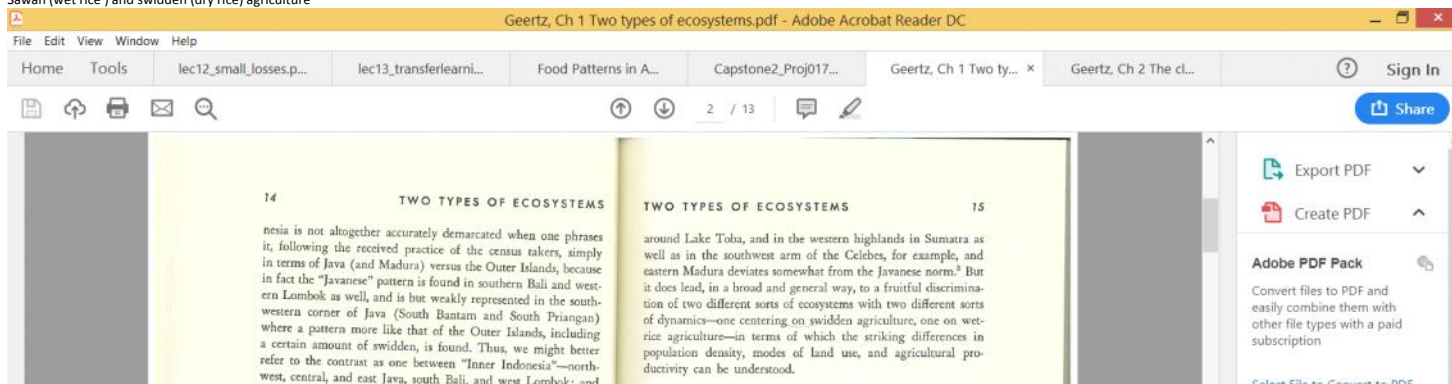 Sawah (wet rice ) and swidden (dry rice) agriculture
Geertz, Ch 1 Two types of ecosystems.pdf - Adobe Acrobat Reader DC
File Edit View Window Help
Home Tools lec12_small_losses.p... lec13_transferlearni... Food Patterns in A... Capstone2_Proj017... Geertz, Ch 1 Two ty... × Geertz, Ch 2 The cl... Sign In
2 / 13 Share
Export PDF
Create PDF
Adobe PDF Pack
Convert files to PDF and
easily combine them with
other file types with a paid
subscription
Select File to Convert to PDF
14 TWO TYPES OF ECOSYSTEMS
nesia is not altogether accurately demarcated when one phrases
it, following the received practice of the census takers, simply
in terms of Java (and Madura) versus the Outer Islands, because
in fact the "Javanese" pattern is found in southern Bali and west-
ern Lombok as well, and is but weakly represented in the south-
western corner of Java (South Bantam and South Priangan)
where a pattern more like that of the Outer Islands, including
a certain amount of swidden, is found. Thus, we might better
refer to the contrast as one between "Inner Indonesia"—north-
west, central, and east Java, south Bali, and west Lombok; and
TWO TYPES OF ECOSYSTEMS 15
around Lake Toba, and in the western highlands in Sumatra as
well as in the southwest arm of the Celebes, for example, and
eastern Madura deviates somewhat from the Javanese norm.³ But
it does lead, in a broad and general way, to a fruitful discrimina-
tion of two different sorts of ecosystems with two different sorts
of dynamics—one centering on swidden agriculture, one on wet-
rice agriculture—in terms of which the striking differences in
population density, modes of land use, and agricultural pro-
ductivity can be understood.